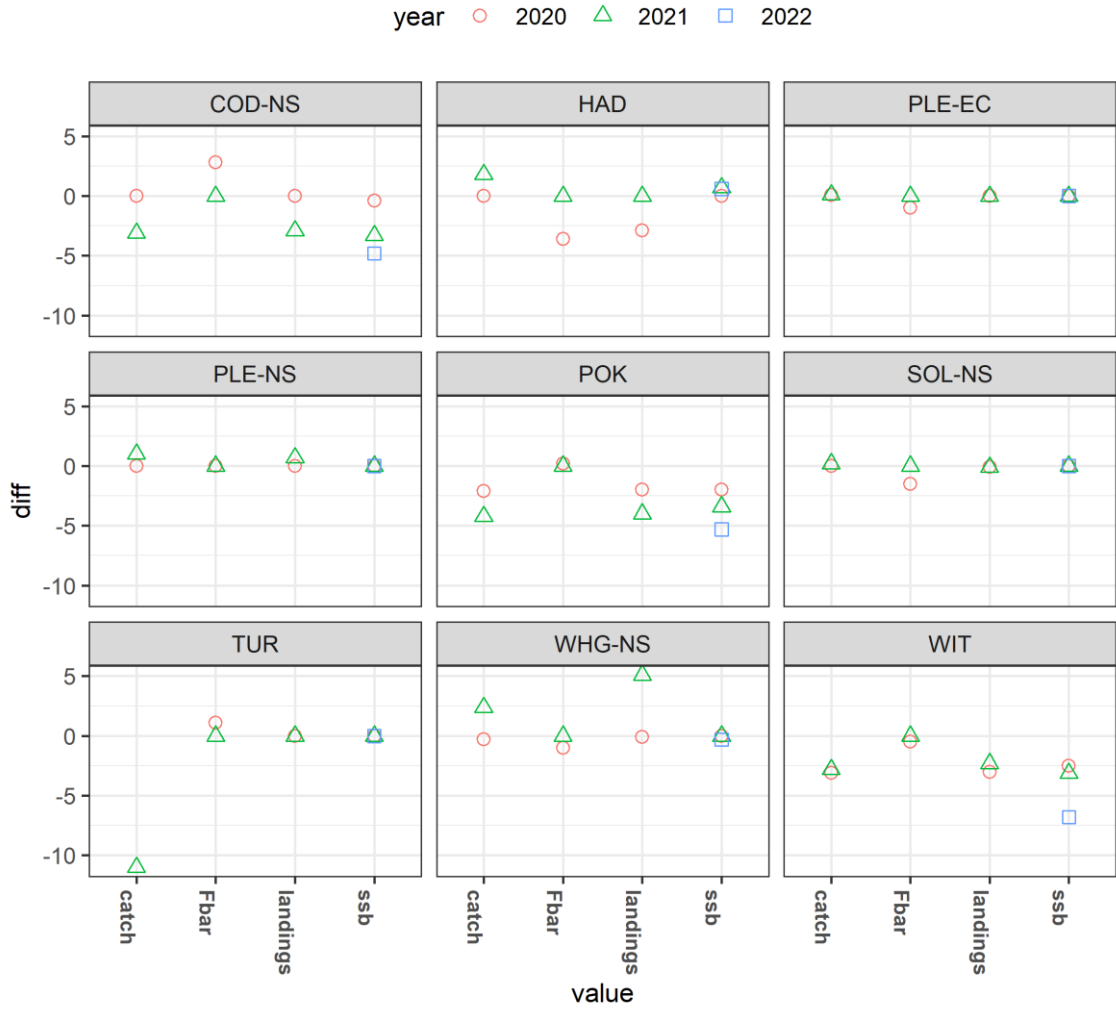 year 2020 2021 2022
COD-NS HAD PLE-EC
5
0
-5
-10
PLE-NS POK SOL-NS
5
0
-5
-10
diff
TUR WHG-NS WIT
5
0
-5
-10
catch Fbar landings ssb catch Fbar landings ssb catch Fbar landings ssb
value